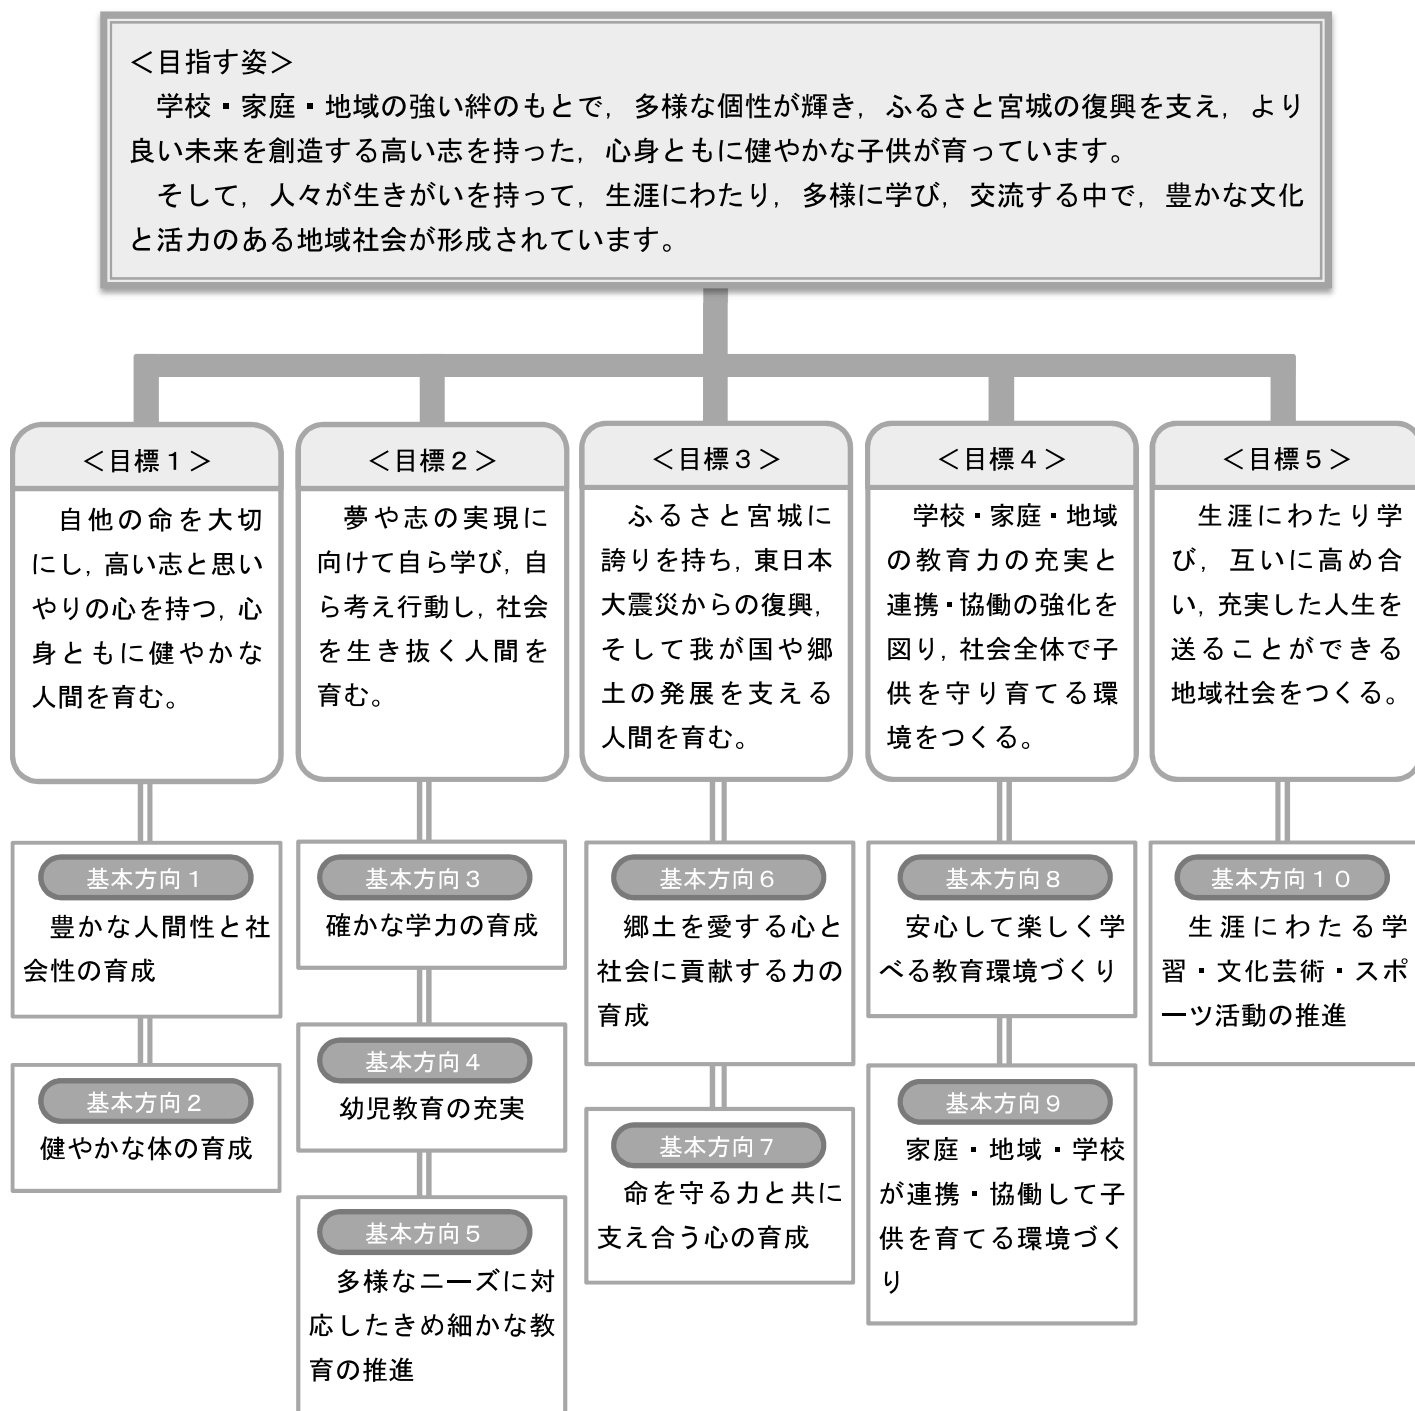 ＜目指す姿＞
学校・家庭・地域の強い絆のもとで，多様な個性が輝き，ふるさと宮城の復興を支え，より
良い未来を創造する高い志を持った，心身ともに健やかな子供が育っています。
そして，人々が生きがいを持って，生涯にわたり，多様に学び，交流する中で，豊かな文化
と活力のある地域社会が形成されています。
＜目標１＞
自他の命を大切
にし，高い志と思い
やりの心を持つ，心
身ともに健やかな
人間を育む。
＜目標２＞
夢や志の実現に
向けて自ら学び，自
ら考え行動し，社会
を生き抜く人間を
育む。
＜目標３＞
ふるさと宮城に
誇りを持ち，東日本
大震災からの復興，
そして我が国や郷
土の発展を支える
人間を育む。
＜目標４＞
学校・家庭・地域
の教育力の充実と
連携・協働の強化を
図り，社会全体で子
供を守り育てる環
境をつくる。
＜目標５＞
生涯にわたり学
び，互いに高め合
い，充実した人生を
送ることができる
地域社会をつくる。
基本方向１
豊かな人間性と社
会性の育成
基本方向２
健やかな体の育成
基本方向３
確かな学力の育成
基本方向４
幼児教育の充実
基本方向５
多様なニーズに対
応したきめ細かな教
育の推進
基本方向６
郷土を愛する心と
社会に貢献する力の
育成
基本方向７
命を守る力と共に
支え合う心の育成
基本方向８
安心して楽しく学
べる教育環境づくり
基本方向９
家庭・地域・学校
が連携・協働して子
供を育てる環境づく
り
基本方向１０
生涯にわたる学
習・文化芸術・スポ
ーツ活動の推進